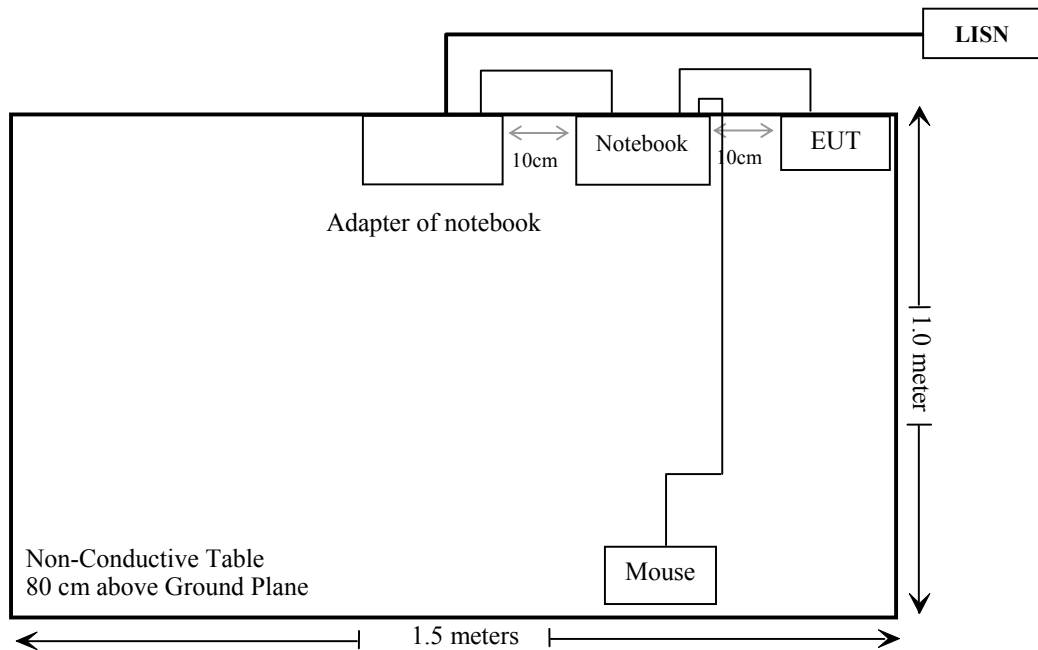 LISN
Notebook
EUT
10cm
10cm
Adapter of notebook
1.0 meter
Non-Conductive Table
80 cm above Ground Plane
Mouse
1.5 meters